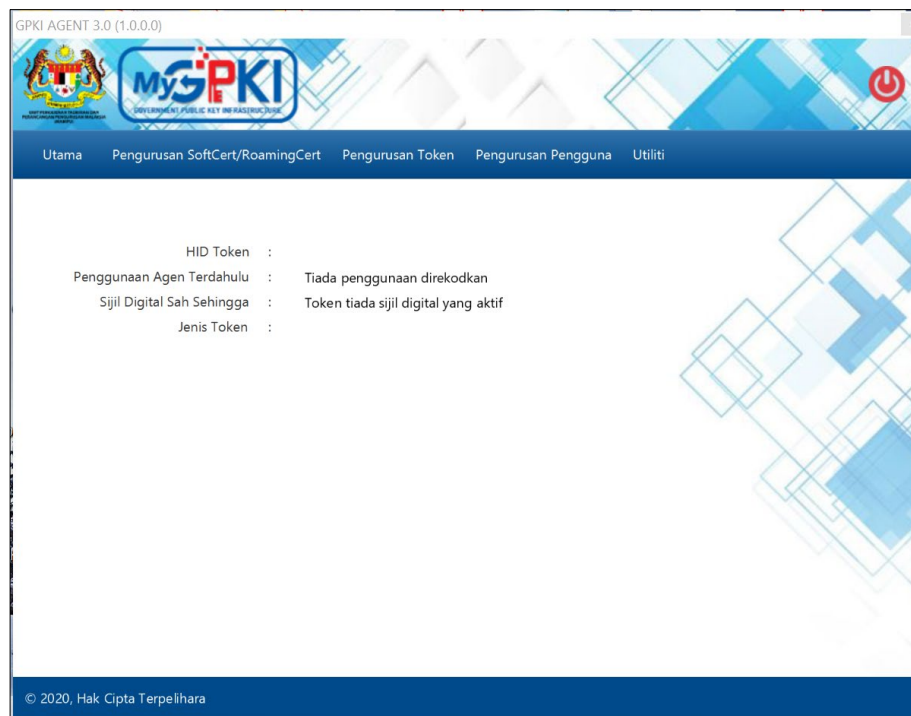 GPKI AGENT 3.0 (1.0.0.0)
MyGPKI
GOVERNMENT PUBLIC KEY INFRASTRUCTURE
Utama Pengurusan SoftCert/RoamingCert Pengurusan Token Pengurusan Pengguna Utiliti
HID Token :
Penggunaan Agen Terdahulu : Tiada penggunaan direkodkan
Sijil Digital Sah Sehingga : Token tiada sijil digital yang aktif
Jenis Token :
© 2020, Hak Cipta Terpelihara